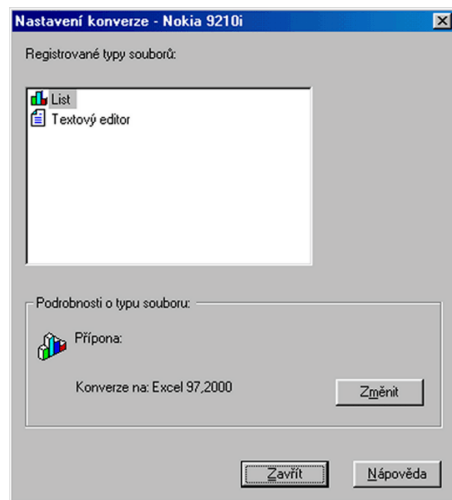 Nastavení konverze - Nokia 9210i
Registrované typy souborů:
List
Textový editor
Podrobnosti o typu souboru:
Přípona:
Konverze na: Excel 97,2000
Změnit
Zavřít
Nápověda